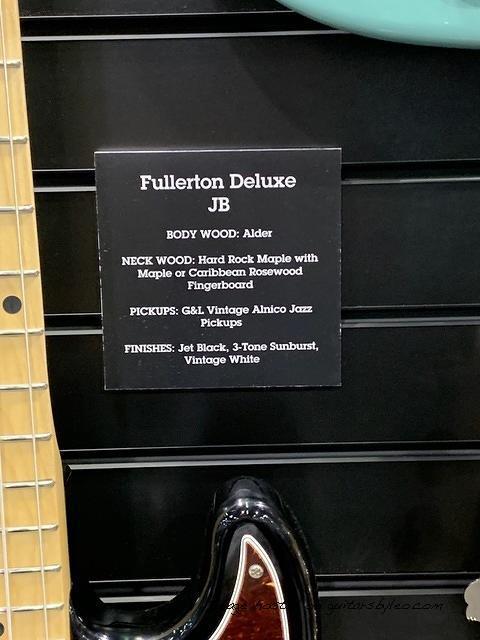 Fullerton Deluxe
JB
BODY WOOD: Alder
NECK WOOD: Hard Rock Maple with
Maple or Caribbean Rosewood
Fingerboard
PICKUPS: G&L Vintage Alnico Jazz
Pickups
FINISHES: Jet Black, 3-Tone Sunburst,
Vintage White
guitarsbyleo.com